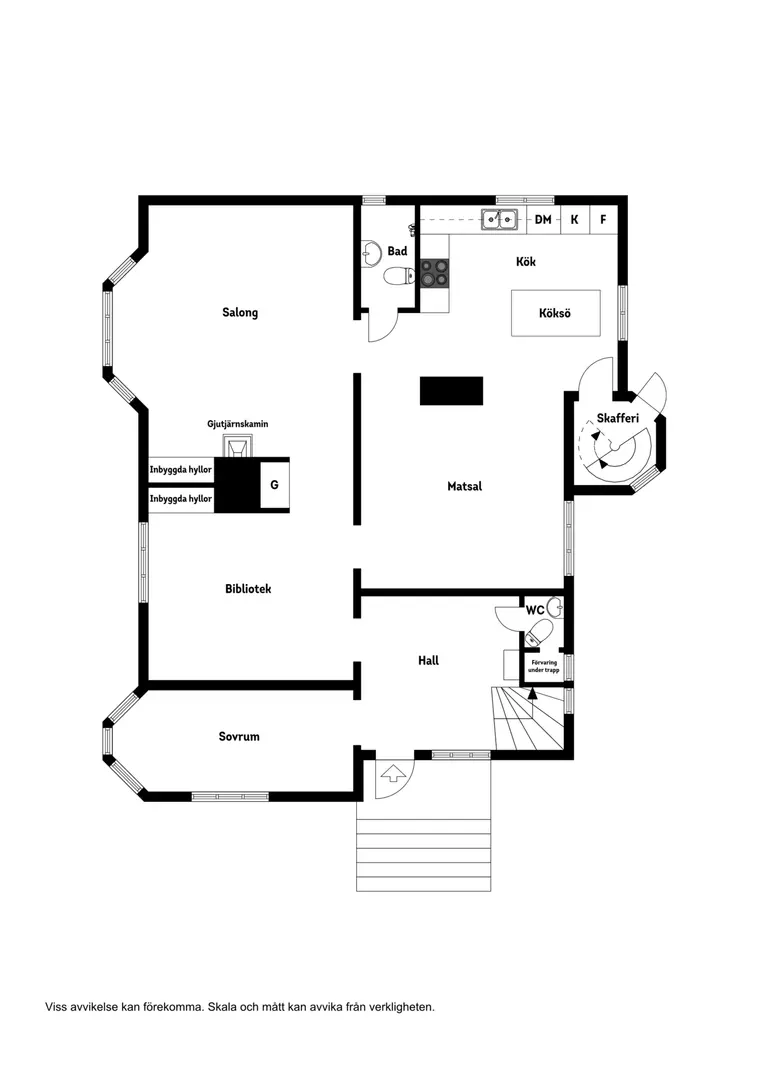 DM
K
F
Bad
Kök
Salong
Köksö
Gjutjärnskamin
Skafferi
Inbyggda hyllor
G
Matsal
Inbyggda hyllor
Bibliotek
WC
Hall
Förvaring
under trapp
Sovrum
Viss avvikelse kan förekomma. Skala och mått kan avvika från verkligheten.